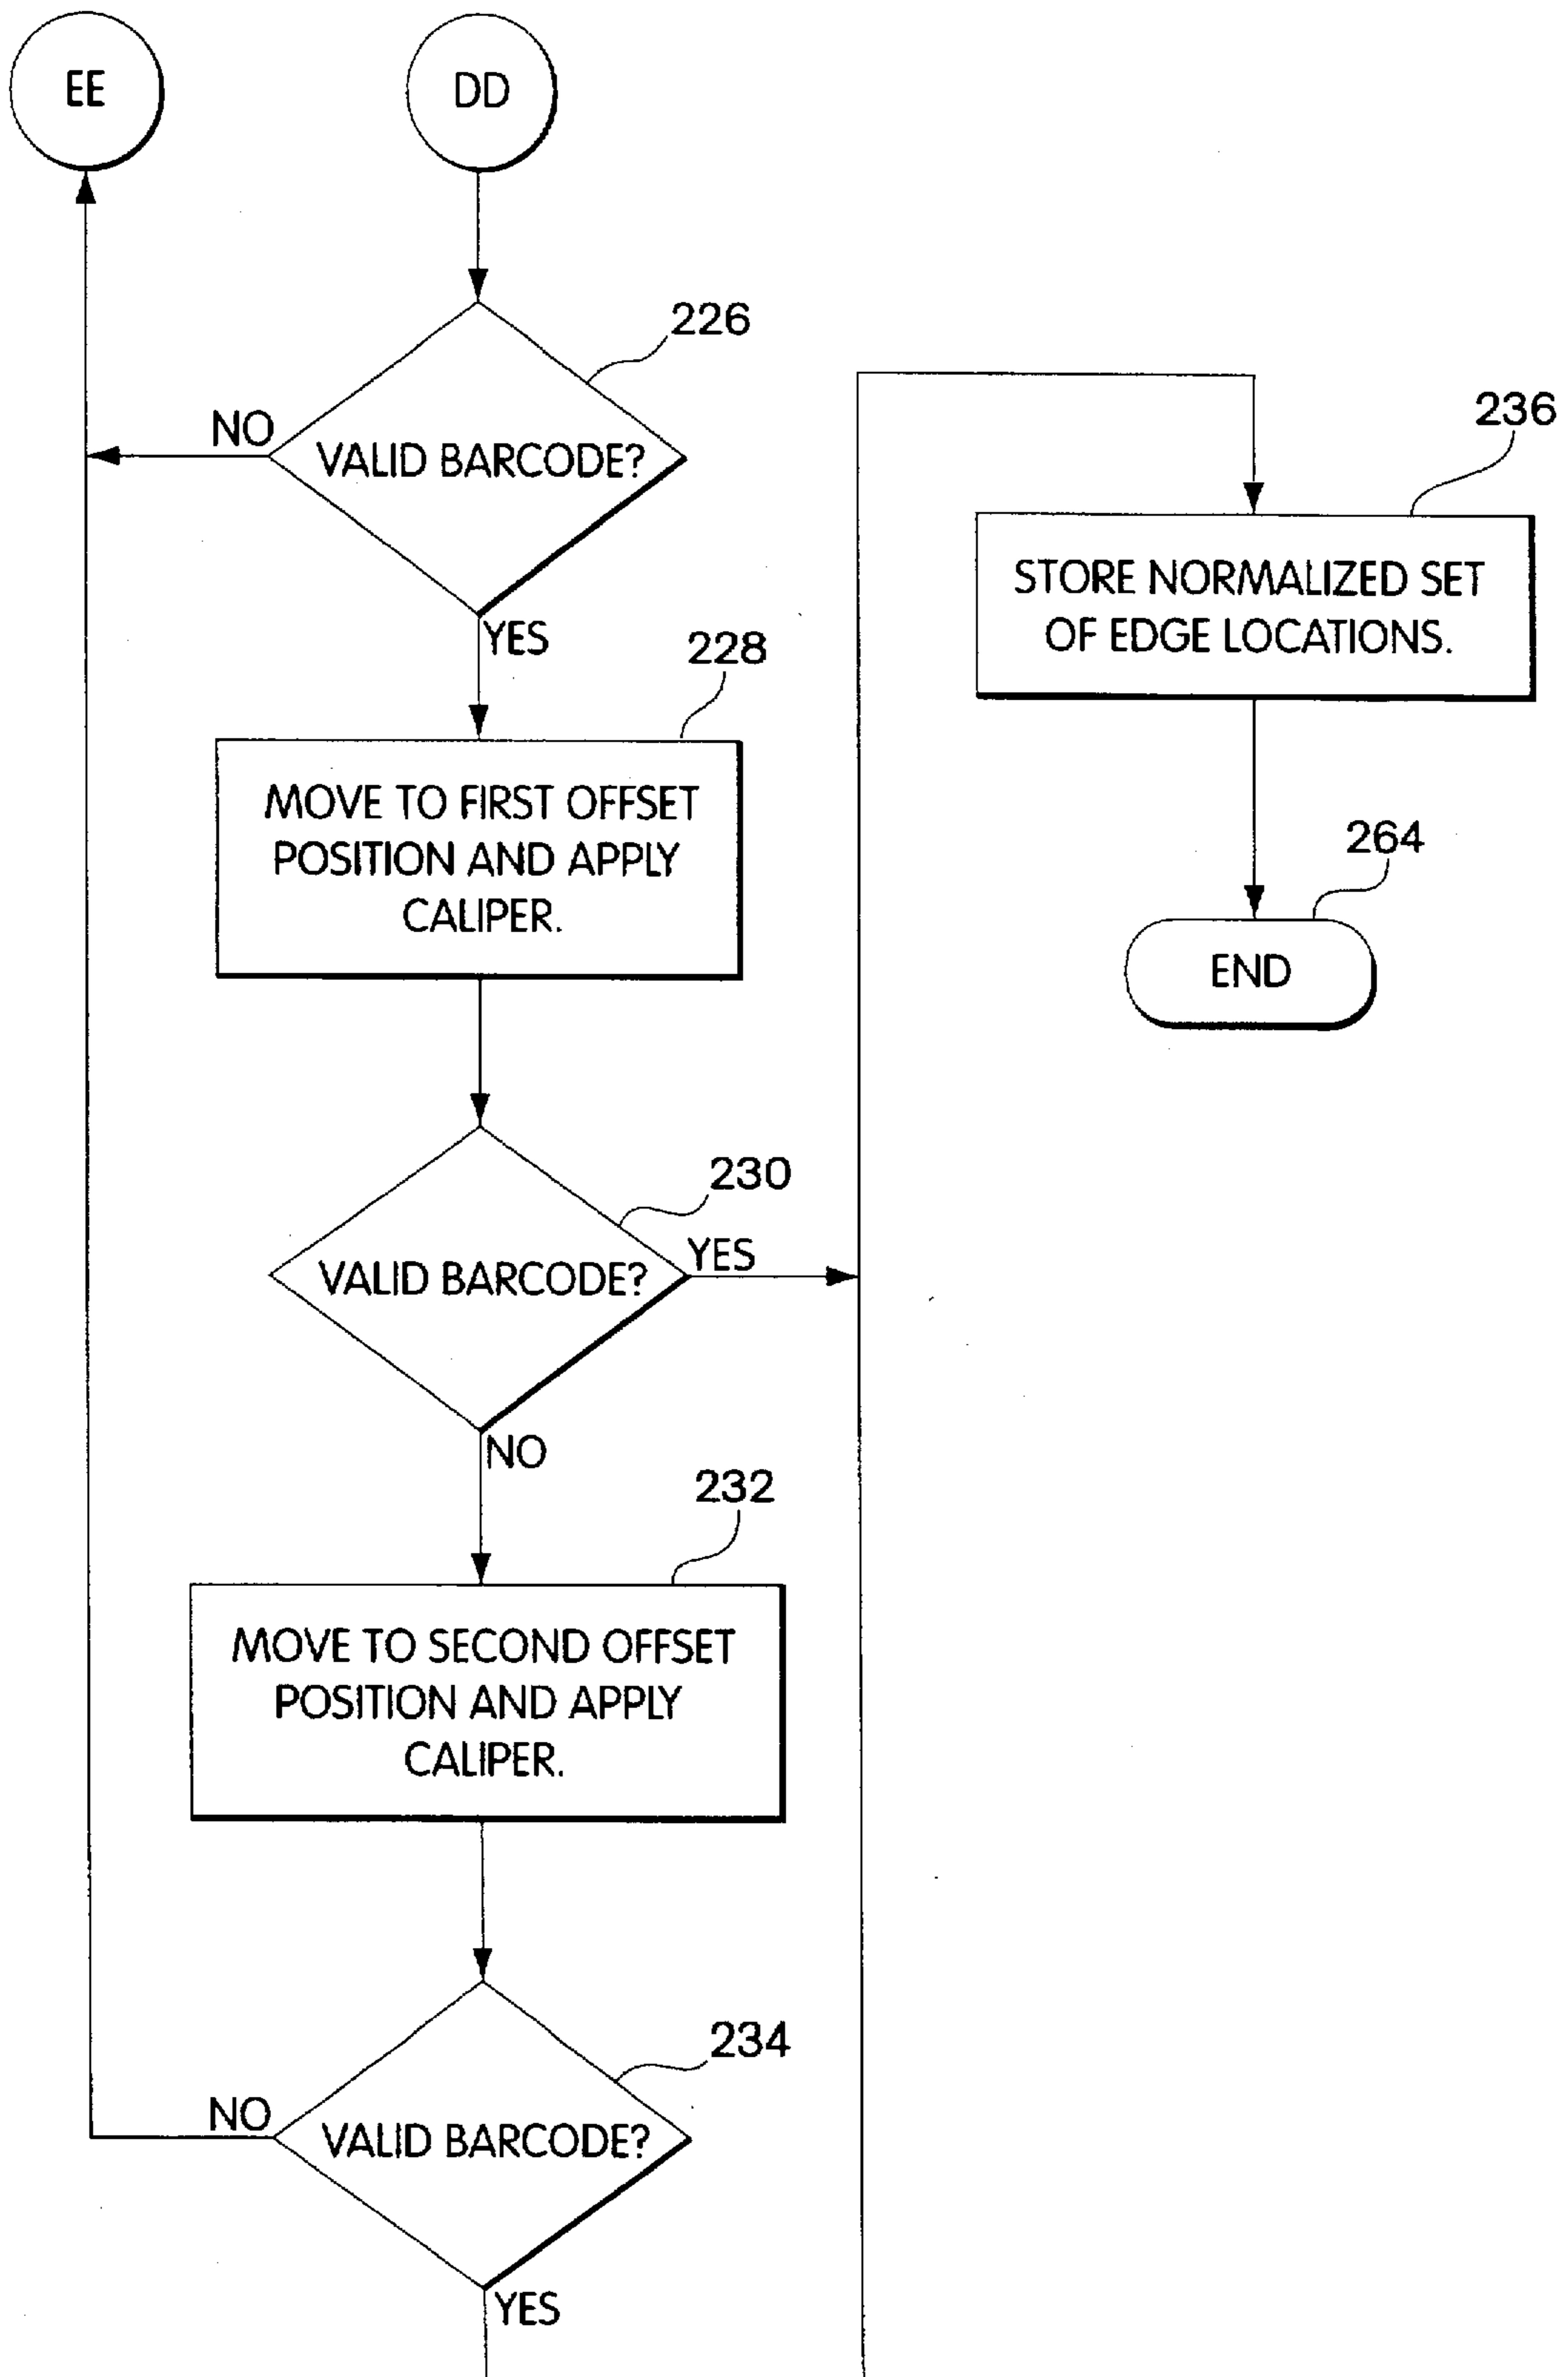 EE
DD
226
NO
VALID BARCODE?
YES
228
MOVE TO FIRST OFFSET
POSITION AND APPLY
CALIPER.
230
VALID BARCODE?
YES
NO
232
MOVE TO SECOND OFFSET
POSITION AND APPLY
CALIPER.
234
NO
VALID BARCODE?
YES
236
STORE NORMALIZED SET
OF EDGE LOCATIONS.
264
END